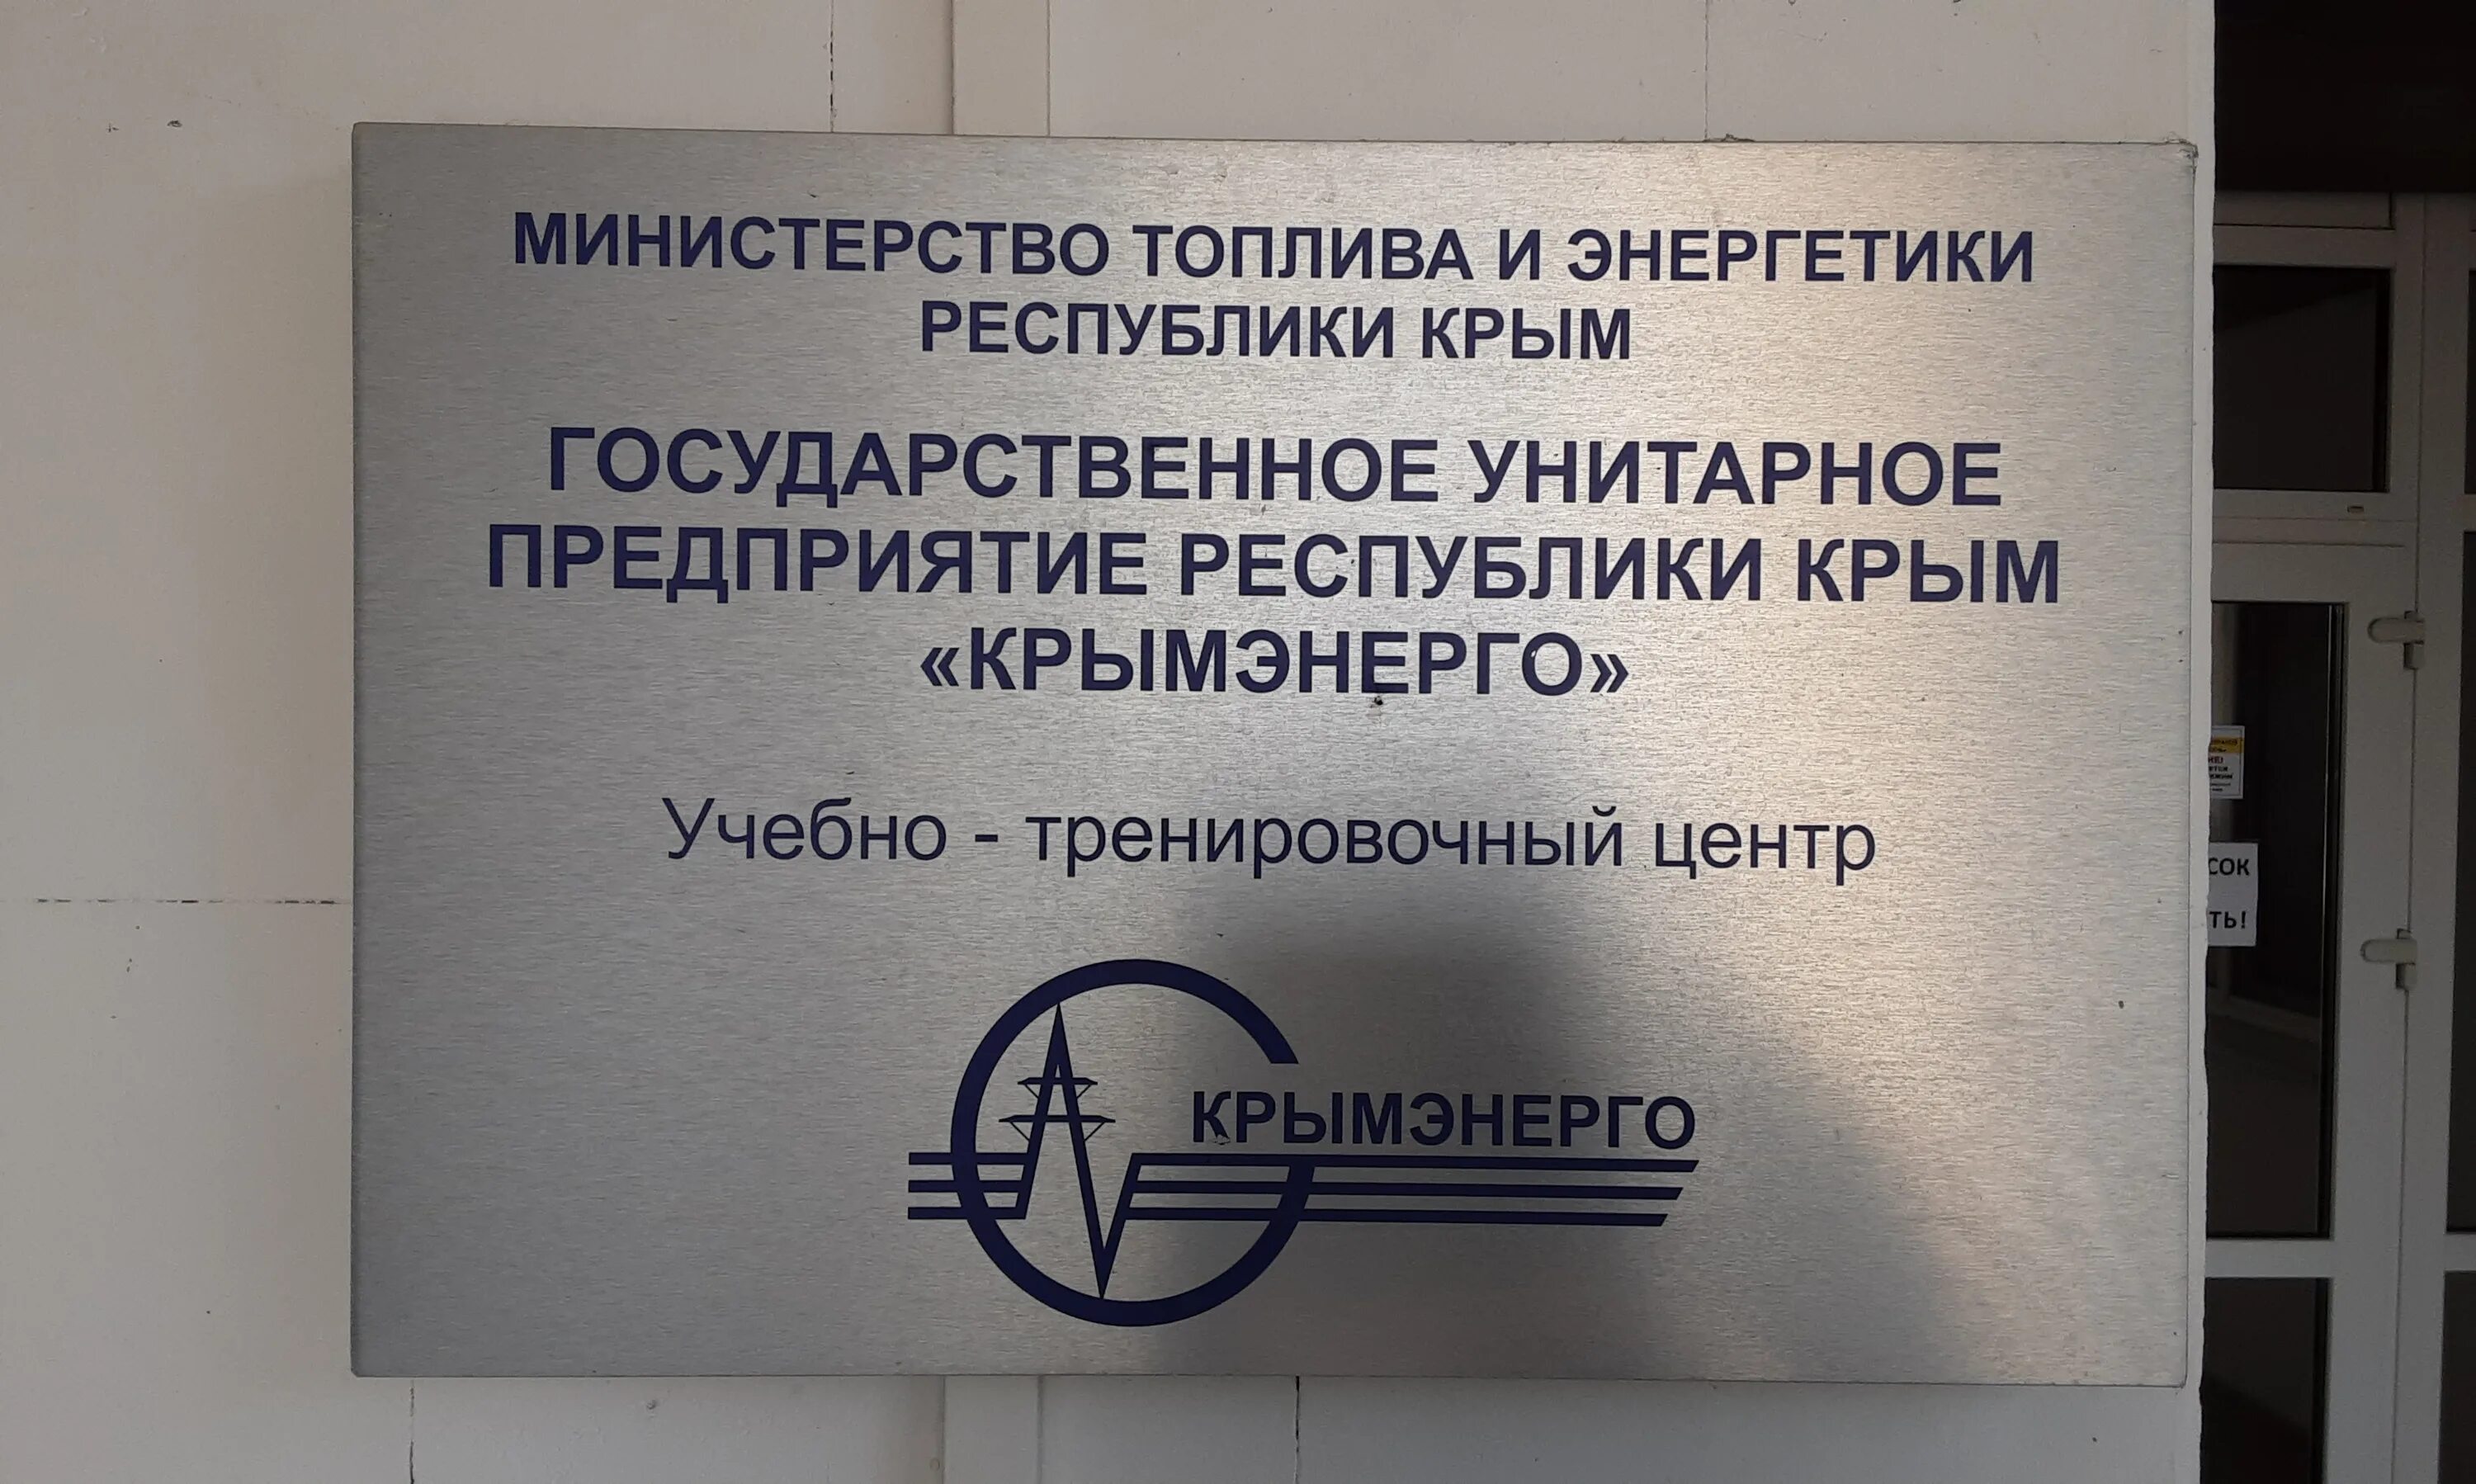 МИНИСТЕРСТВО ТОПЛИВА И ЭНЕРГЕТИКИ
РЕСПУБЛИКИ КРЫМ
ГОСУДАРСТВЕННОЕ УНИТАРНОЕ
ПРЕДПРИЯТИЕ РЕСПУБЛИКИ КРЫМ
«КРЫМЭНЕРГО»
Учебно - тренировочный центр
КРЫМЭНЕРГО